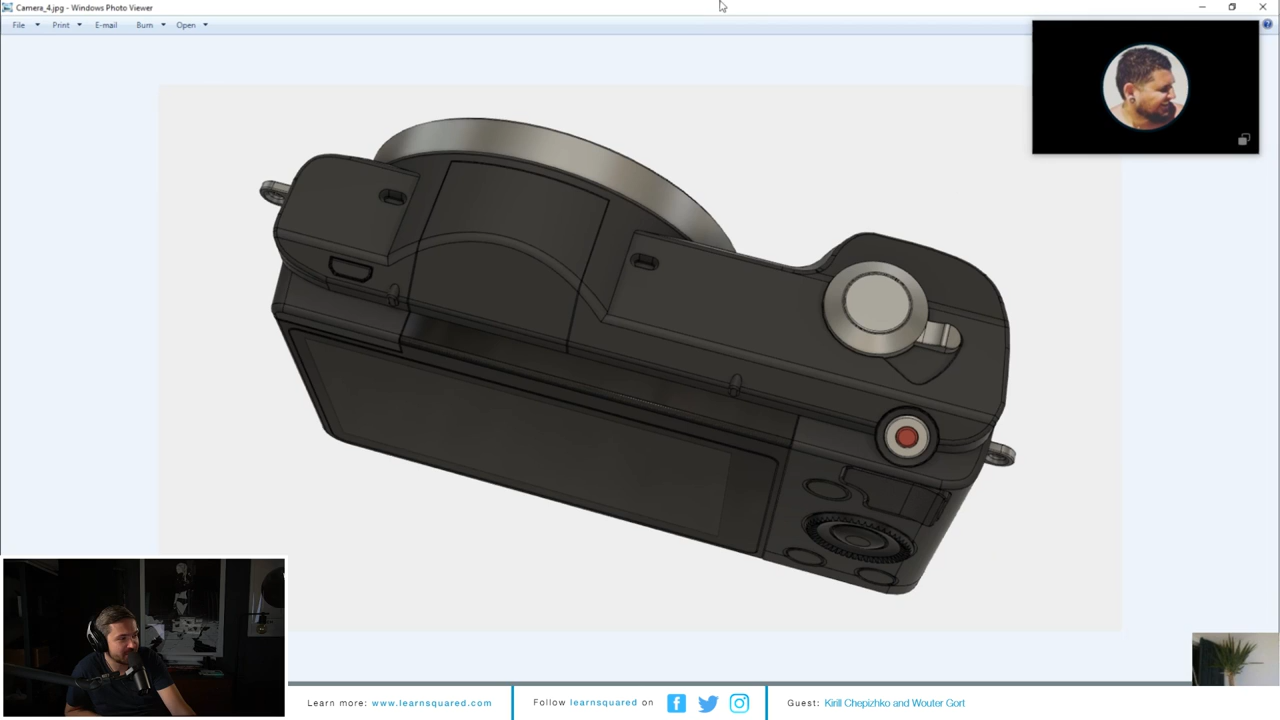 Camera_4.jpg - Windows Photo Viewer
File Print E-mail Burn Open
Learn more: www.learnsquared.com
Follow learnsquared on
Guest: Kirill Chepizhko and Wouter Gort